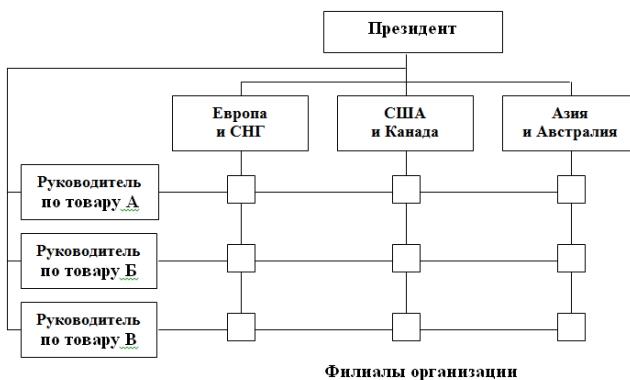 Президент
Европа
и СНГ
США
и Канада
Азия
и Австралия
Руководитель
по товару А
Руководитель
по товару Б
Руководитель
по товару В
Филиалы организации